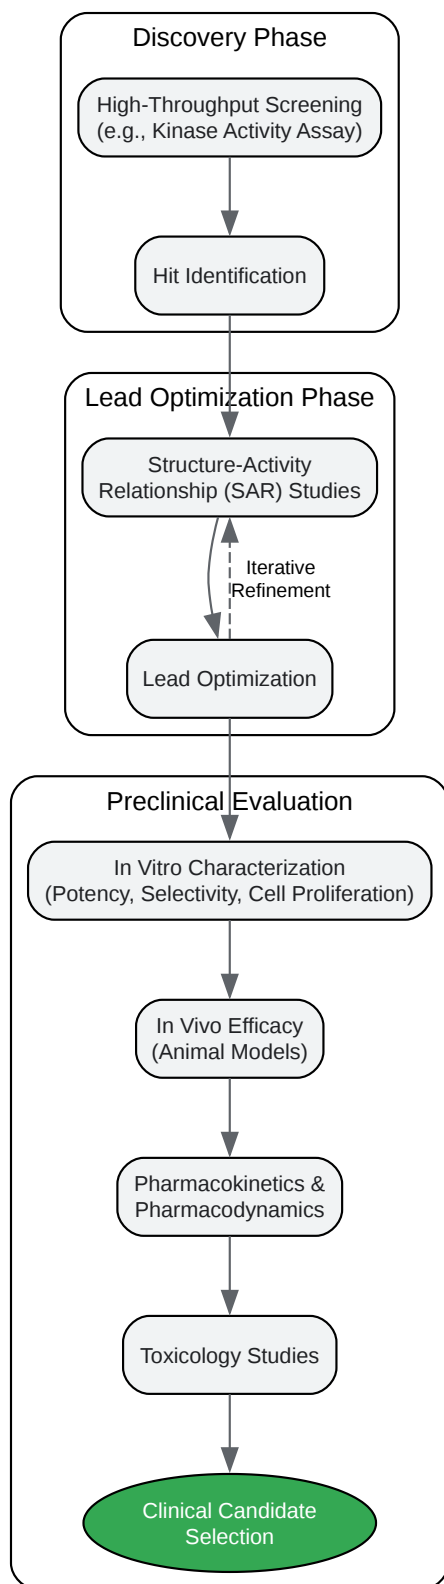 Discovery Phase
High-Throughput Screening
(e.g., Kinase Activity Assay)
Hit Identification
Lead Optimization Phase
Structure-Activity
Relationship (SAR) Studies
Iterative
Refinement
Lead Optimization
Preclinical Evaluation
In Vitro Characterization
(Potency, Selectivity, Cell Proliferation)
In Vivo Efficacy
(Animal Models)
Pharmacokinetics &
Pharmacodynamics
Toxicology Studies
Clinical Candidate
Selection